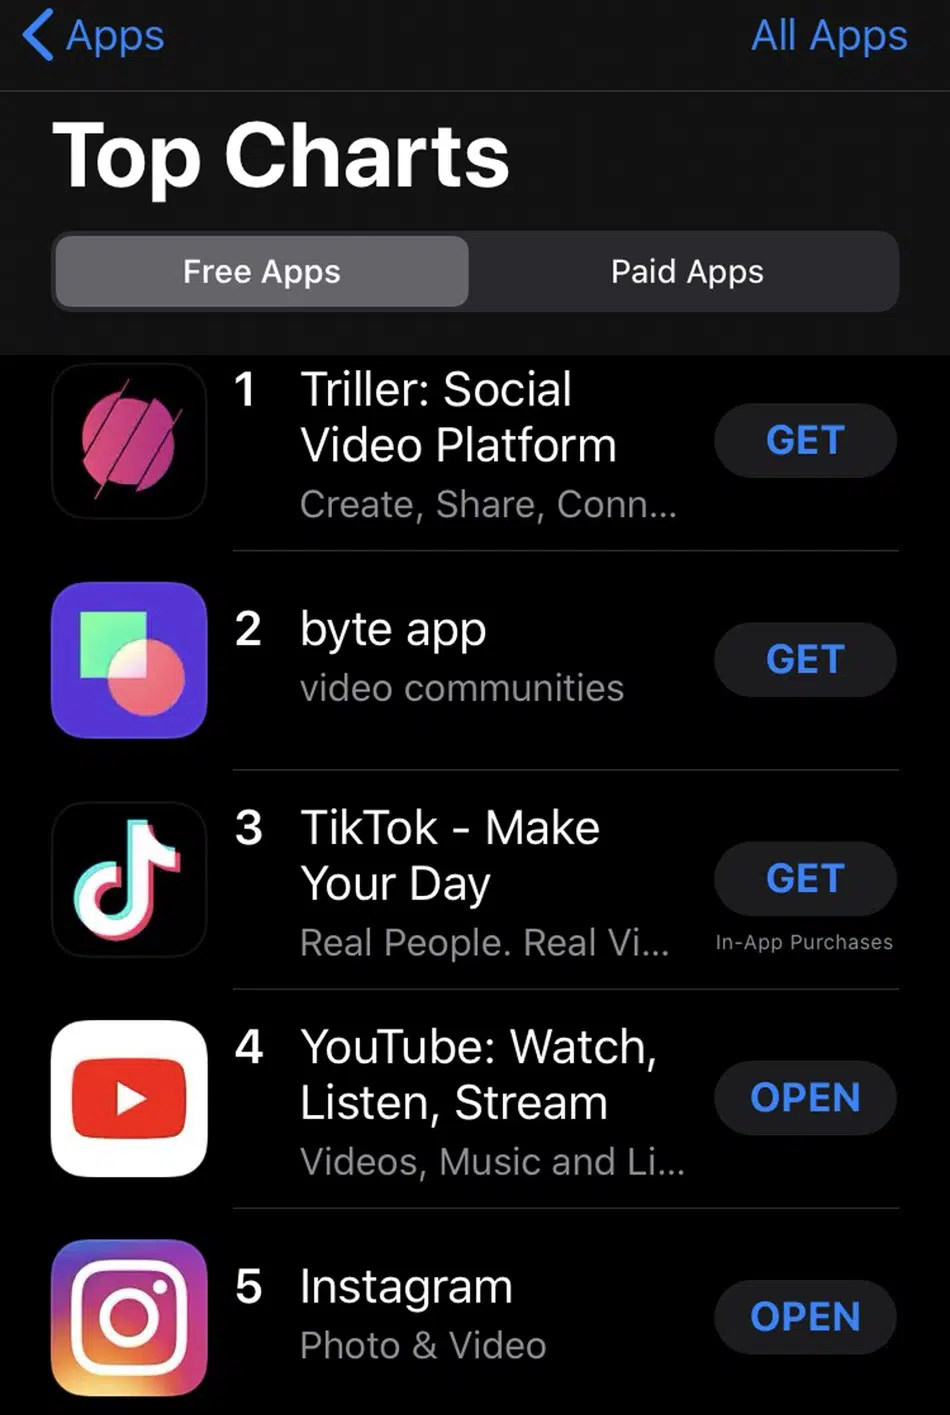 Apps
All Apps
Top Charts
Free Apps
Paid Apps
1
Triller: Social
Video Platform
Create, Share, Conn...
GET
2
byte app
video communities
GET
3
TikTok - Make
Your Day
Real People. Real Vi...
GET
In-App Purchases
4
YouTube: Watch,
Listen, Stream
Videos, Music and Li...
OPEN
5
Instagram
Photo & Video
OPEN